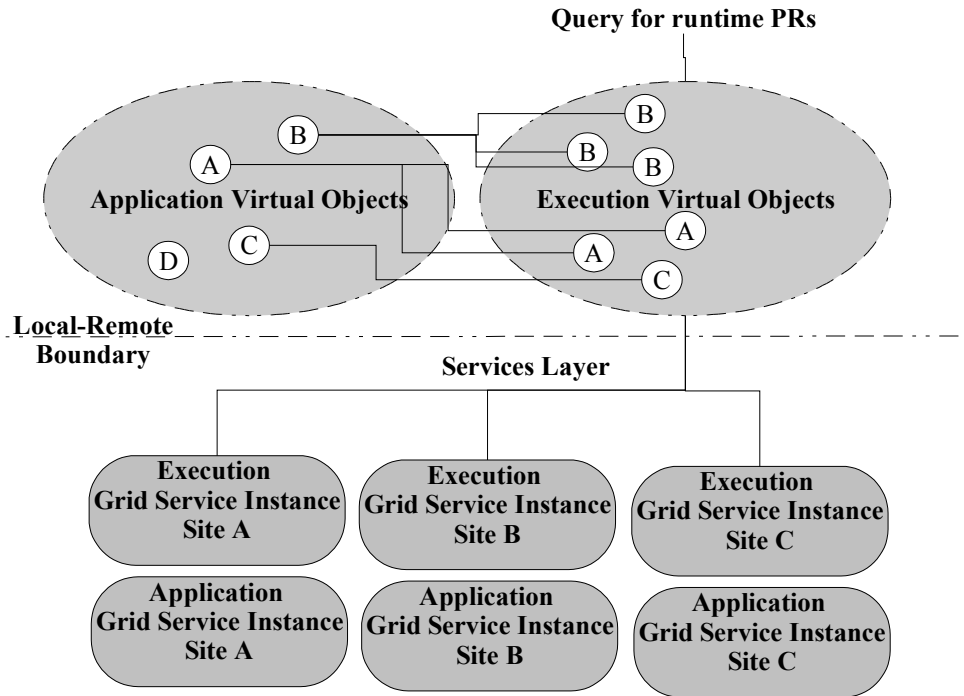 Query for runtime PRs
B
B
B
B
A
Application Virtual Objects
Execution Virtual Objects
A
A
C
D
C
Local-Remote
Boundary
Services Layer
Execution
Grid Service Instance
Site A
Execution
Grid Service Instance
Site B
Execution
Grid Service Instance
Site C
Application
Grid Service Instance
Site A
Application
Grid Service Instance
Site B
Application
Grid Service Instance
Site C